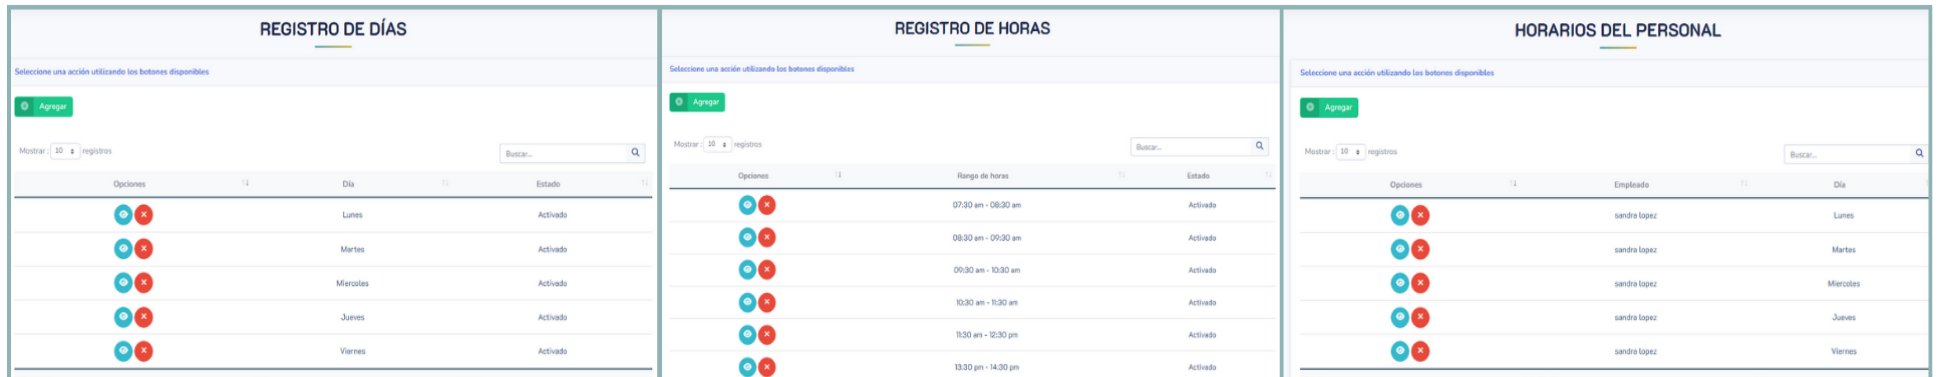 REGISTRO DE DÍAS
Seleccione una acción utilizando los botones disponibles
Agregar
Mostrar : 10 registros
Buscar...
Opciones Día Estado
Lunes Activado
Martes Activado
Miercoles Activado
Jueves Activado
Viernes Activado
REGISTRO DE HORAS
Seleccione una acción utilizando los botones disponibles
Agregar
Mostrar : 10 registros
Buscar...
Opciones Rango de horas Estado
07:30 am - 08:30 am Activado
08:30 am - 09:30 am Activado
09:30 am - 10:30 am Activado
10:30 am - 11:30 am Activado
11:30 am - 12:30 pm Activado
13:30 pm - 14:30 pm Activado
HORARIOS DEL PERSONAL
Seleccione una acción utilizando los botones disponibles
Agregar
Mostrar : 10 registros
Buscar...
Opciones Empleado Día
sandra lopez Lunes
sandra lopez Martes
sandra lopez Miercoles
sandra lopez Jueves
sandra lopez Viernes